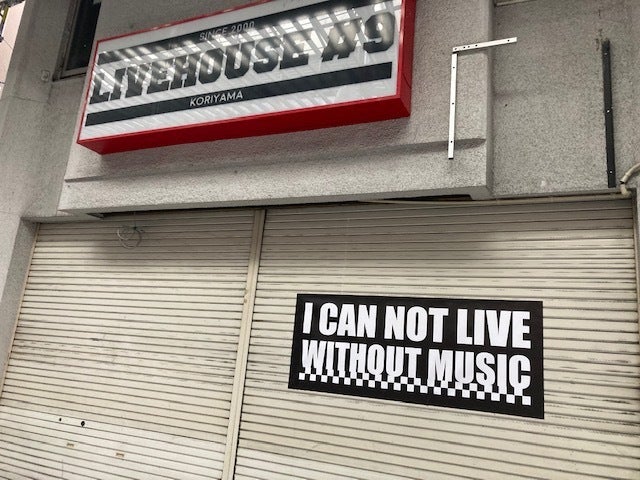 SINCE 2000
LIVEHOUSE #9
KORIYAMA
I CAN NOT LIVE
WITHOUT MUSIC